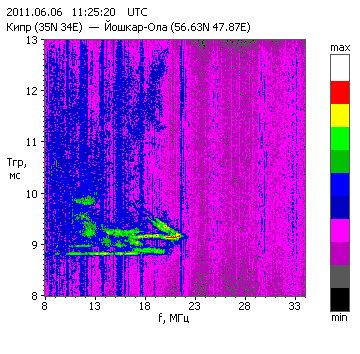 2011.06.06 11:25:20 UTC
Кипр (35N 34E) — Йошкар-Ола (56.63N 47.87E)
max
13
12
11
Tгр,
мс
10
9
8
min
8 13 18 23 28 33
f, МГц